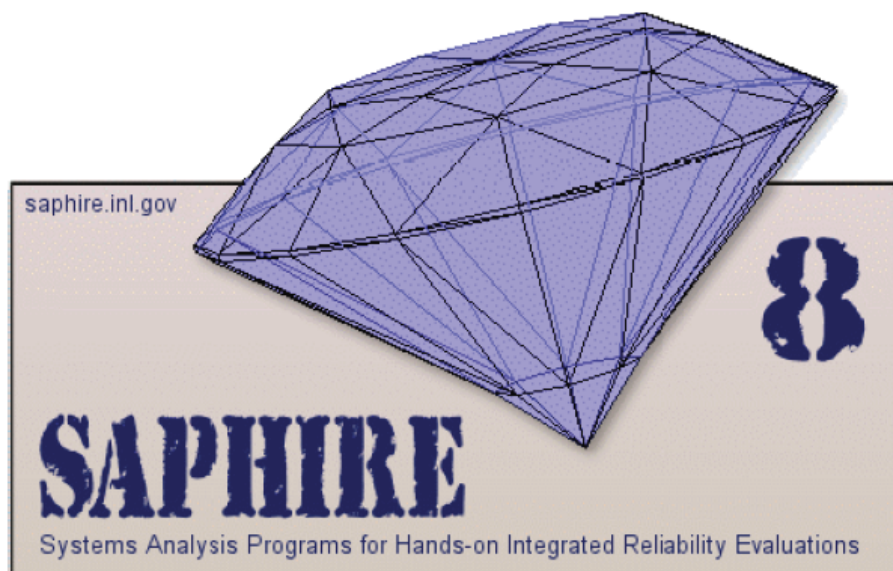 saphire.inl.gov
8
SAPHIRE
Systems Analysis Programs for Hands-on Integrated Reliability Evaluations